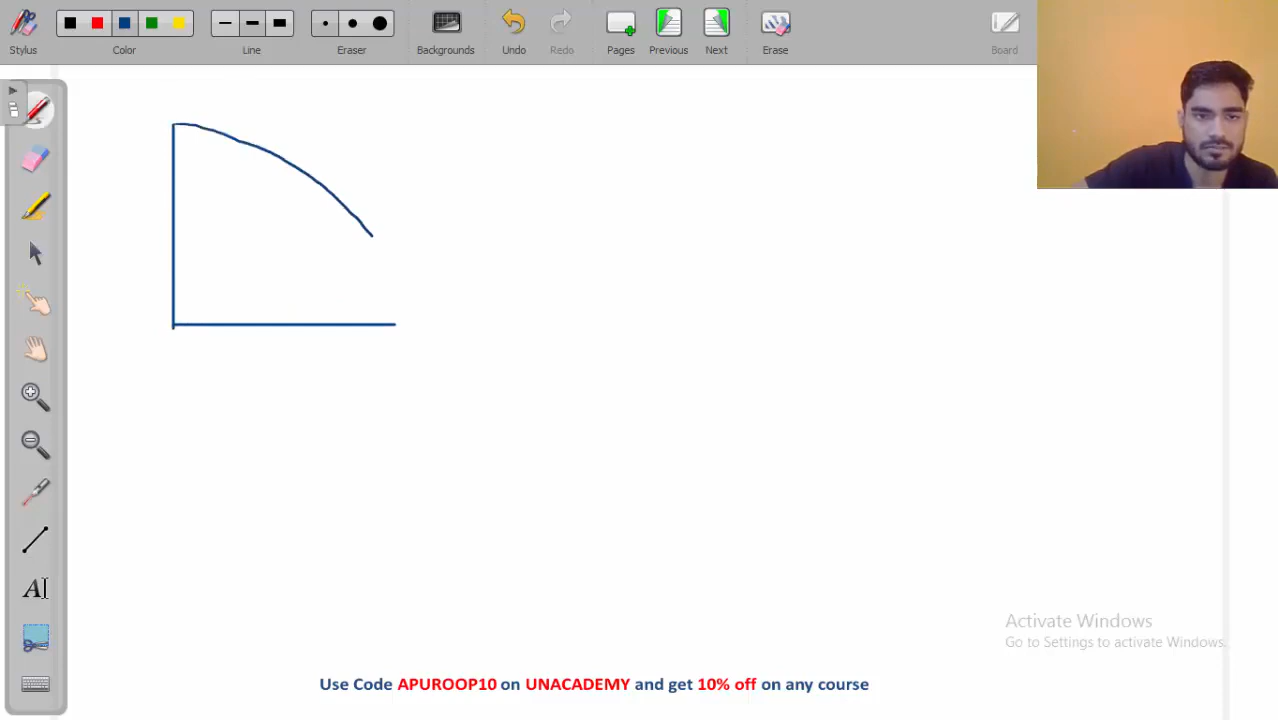 Stylus
Color
Line
Eraser
Backgrounds
Undo
Redo
Pages
Previous
Next
Erase
Board
A
Activate Windows
Go to Settings to activate Windows.
Use Code APUROOP10 on UNACADEMY and get 10% off on any course